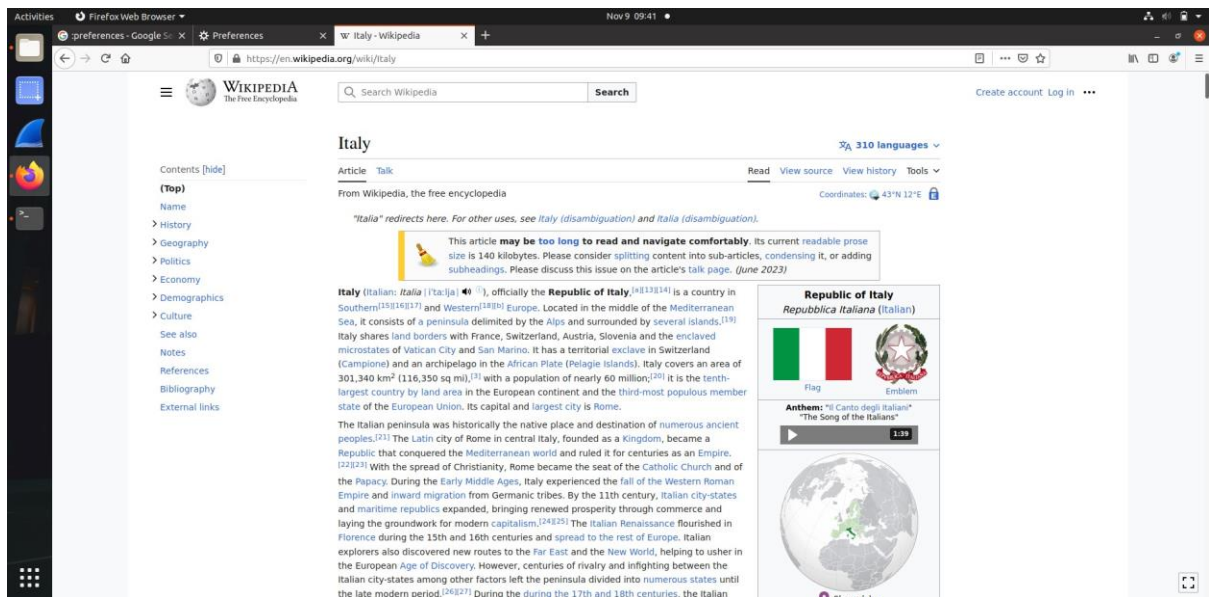 Activities
Firefox Web Browser
Nov 9 09:41
:preferences - Google Se
Preferences
Italy - Wikipedia
https://en.wikipedia.org/wiki/Italy
WIKIPEDIA
The Free Encyclopedia
Search Wikipedia
Search
Create account Log in
Italy
310 languages
Contents [hide]
(Top)
Name
History
Geography
Politics
Economy
Demographics
Culture
See also
Notes
References
Bibliography
External links
Article Talk
Read View source View history Tools
From Wikipedia, the free encyclopedia
Coordinates: 43°N 12°E
"Italia" redirects here. For other uses, see Italy (disambiguation) and Italia (disambiguation).
This article may be too long to read and navigate comfortably. Its current readable prose
size is 140 kilobytes. Please consider splitting content into sub-articles, condensing it, or adding
subheadings. Please discuss this issue on the article's talk page. (June 2023)
Italy (Italian: Italia [iˈtaːlja] ), officially the Republic of Italy,[a][13][14] is a country in
Southern[15][16][17] and Western[18][b] Europe. Located in the middle of the Mediterranean
Sea, it consists of a peninsula delimited by the Alps and surrounded by several islands.[19]
Italy shares land borders with France, Switzerland, Austria, Slovenia and the enclaved
microstates of Vatican City and San Marino. It has a territorial exclave in Switzerland
(Campione) and an archipelago in the African Plate (Pelagie Islands). Italy covers an area of
301,340 km² (116,350 sq mi),[3] with a population of nearly 60 million;[20] it is the tenth-
largest country by land area in the European continent and the third-most populous member
state of the European Union. Its capital and largest city is Rome.
The Italian peninsula was historically the native place and destination of numerous ancient
peoples.[21] The Latin city of Rome in central Italy, founded as a Kingdom, became a
Republic that conquered the Mediterranean world and ruled it for centuries as an Empire.
[22][23] With the spread of Christianity, Rome became the seat of the Catholic Church and of
the Papacy. During the Early Middle Ages, Italy experienced the fall of the Western Roman
Empire and inward migration from Germanic tribes. By the 11th century, Italian city-states
and maritime republics expanded, bringing renewed prosperity through commerce and
laying the groundwork for modern capitalism.[24][25] The Italian Renaissance flourished in
Florence during the 15th and 16th centuries and spread to the rest of Europe. Italian
explorers also discovered new routes to the Far East and the New World, helping to usher in
the European Age of Discovery. However, centuries of rivalry and infighting between the
Italian city-states among other factors left the peninsula divided into numerous states until
the late modern period.[26][27] During the during the 17th and 18th centuries, the Italian
Republic of Italy
Repubblica Italiana (Italian)
Flag
Emblem
Anthem: "Il Canto degli Italiani"
"The Song of the Italians"
1:39